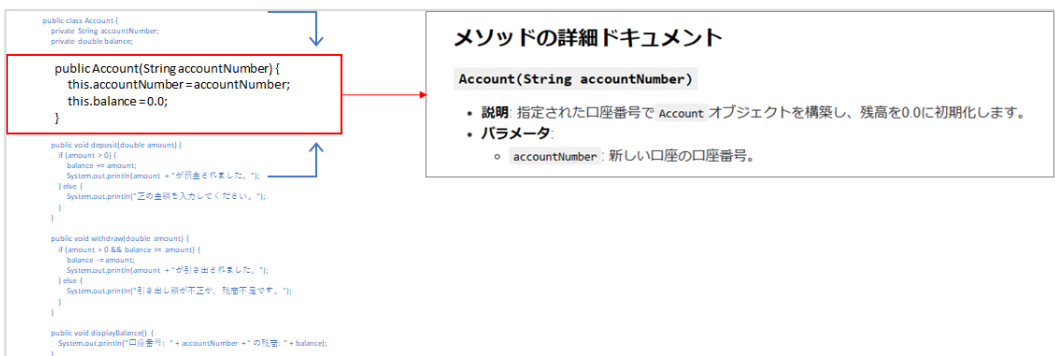 public class Account {
private String accountNumber;
private double balance;
public Account(String accountNumber) {
this.accountNumber = accountNumber;
this.balance = 0.0;
}
public void deposit(double amount) {
if (amount > 0) {
balance += amount;
System.out.println(amount + "が預金されました。");
} else {
System.out.println("正の金額を入力してください。");
}
}
public void withdraw(double amount) {
if (amount > 0 && balance >= amount) {
balance -= amount;
System.out.println(amount + "が引き出されました。");
} else {
System.out.println("引き出し額が不正か、残高不足です。");
}
}
public void displayBalance() {
System.out.println("口座番号: " + accountNumber + " の残高: " + balance);
}
メソッドの詳細ドキュメント
Account(String accountNumber)
• 説明: 指定された口座番号で Account オブジェクトを構築し、残高を0.0に初期化します。
• パラメータ:
○ accountNumber: 新しい口座の口座番号。